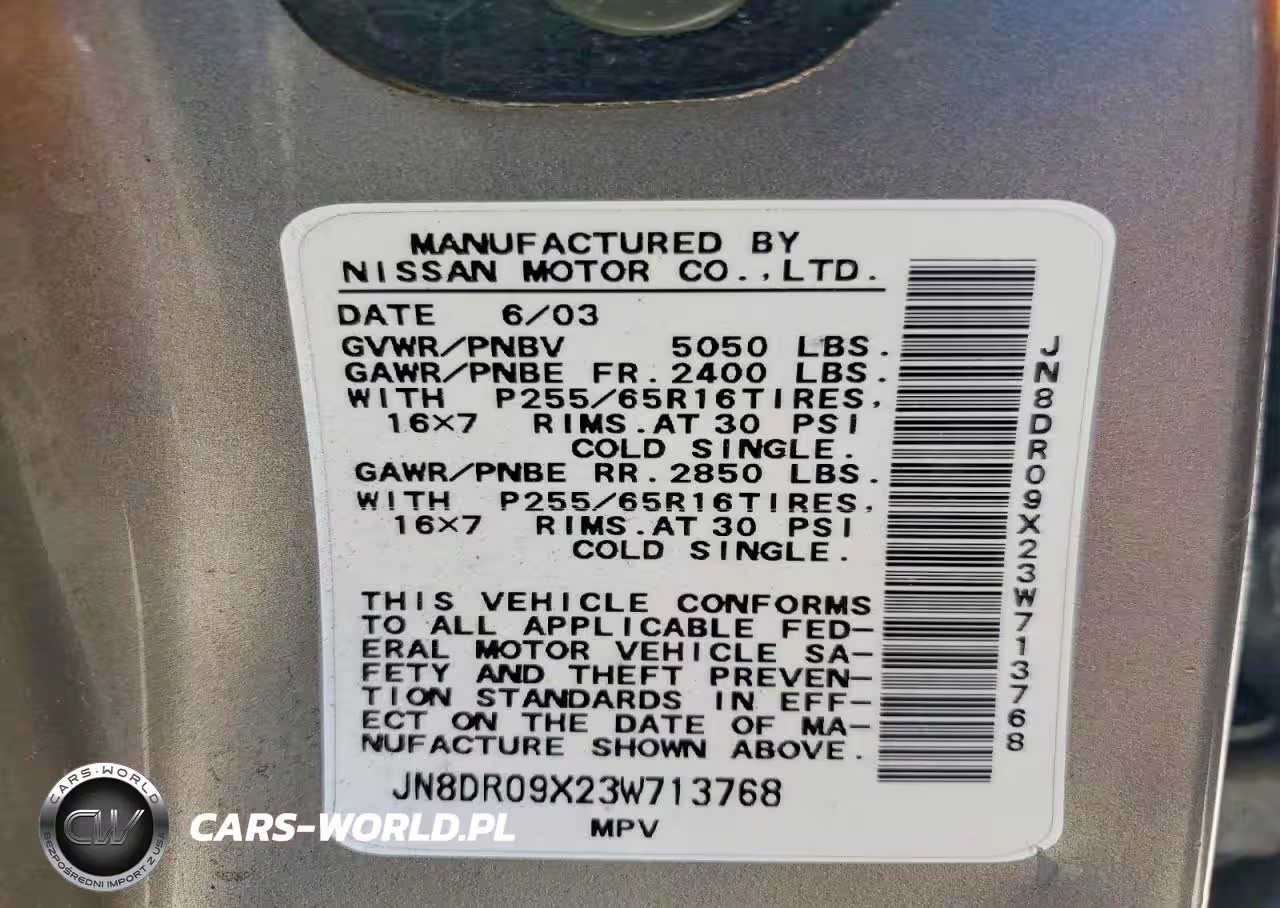 MANUFACTURED BY
NISSAN MOTOR CO.,LTD.
DATE 6/03
GVWR/PNBV 5050 LBS.
GAWR/PNBE FR. 2400 LBS.
WITH P255/65R16TIRES,
16×7 RIMS.AT 30 PSI
COLD SINGLE.
GAWR/PNBE RR. 2850 LBS.
WITH P255/65R16TIRES,
16×7 RIMS.AT 30 PSI
COLD SINGLE.
THIS VEHICLE CONFORMS
TO ALL APPLICABLE FED-
ERAL MOTOR VEHICLE SA-
FETY AND THEFT PREVEN-
TION STANDARDS IN EFF-
ECT ON THE DATE OF MA-
NUFACTURE SHOWN ABOVE.
JN8DR09X23W713768
MPV
JN8DR09X23W713768
CARS-WORLD
CW
BEZPOŚREDNI IMPORT Z USA
CARS-WORLD.PL